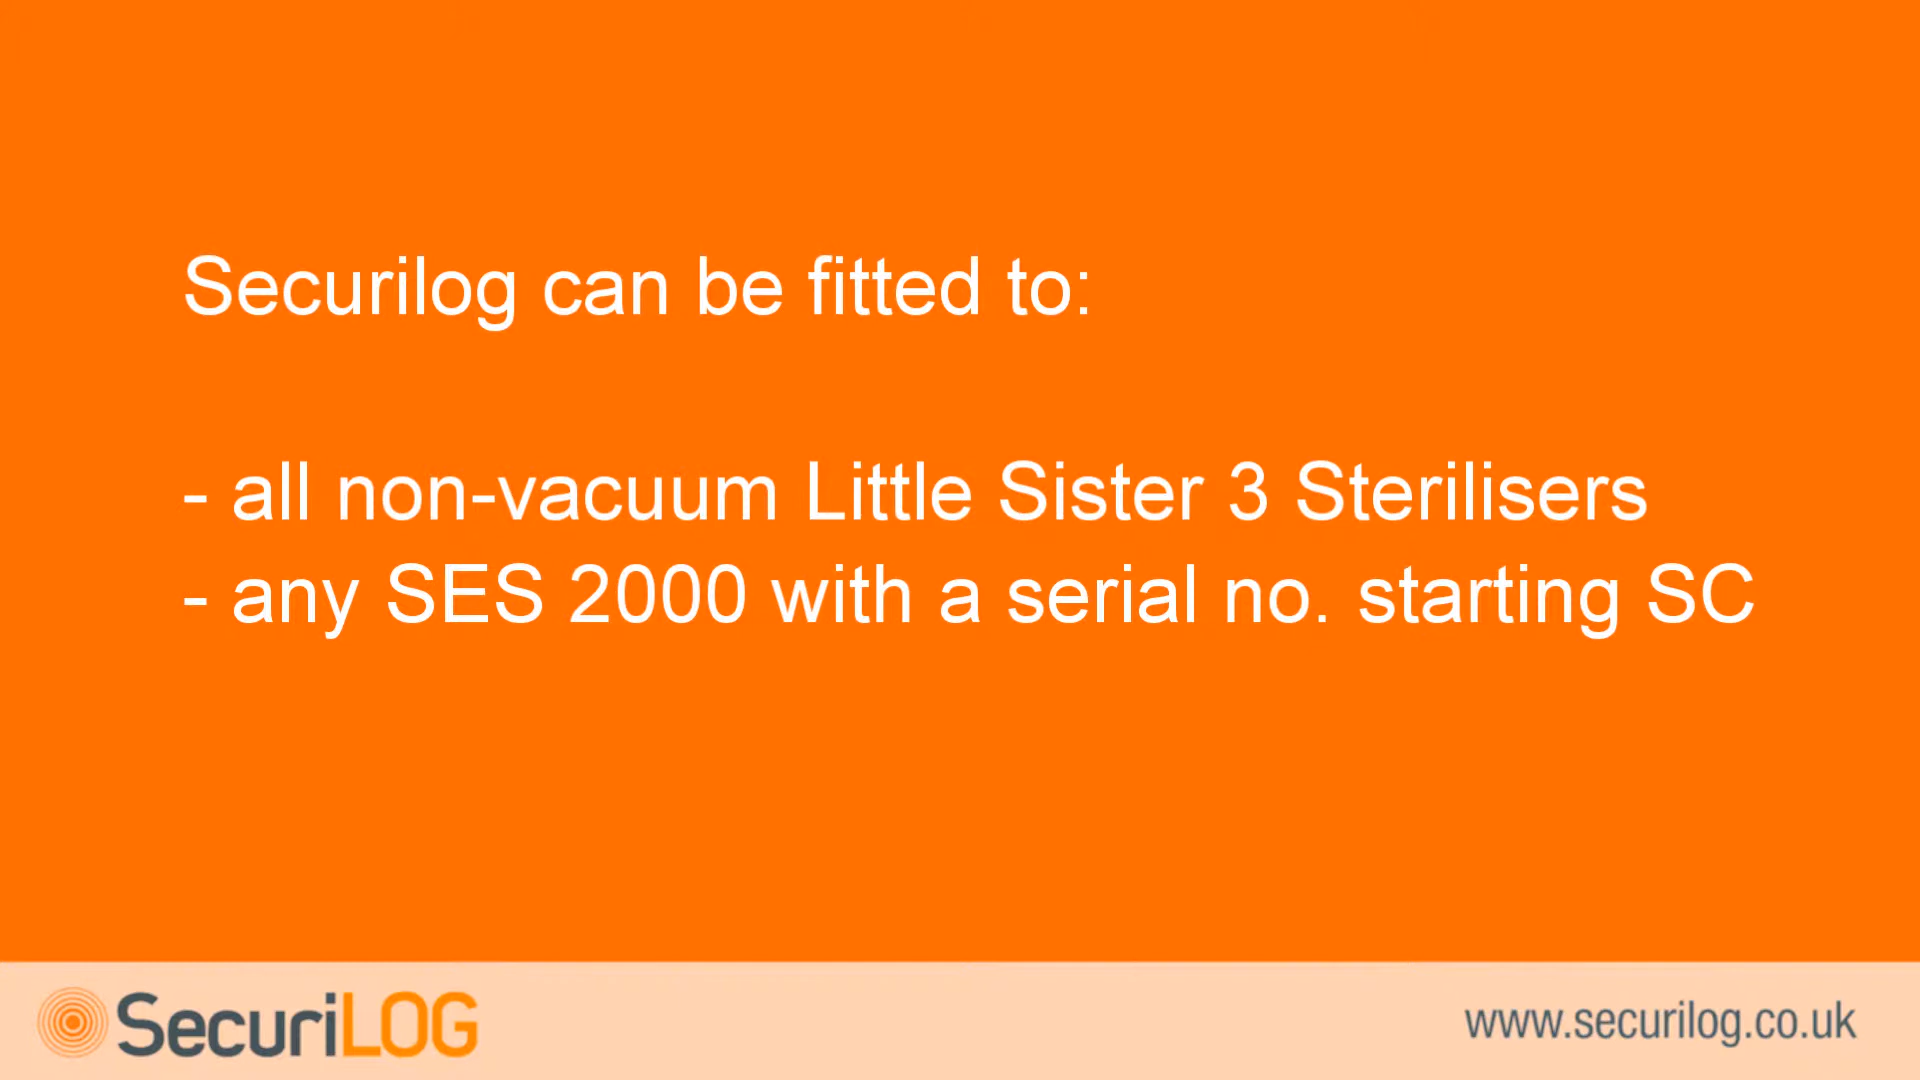 Securilog can be fitted to:
- all non-vacuum Little Sister 3 Sterilisers
- any SES 2000 with a serial no. starting SC
SecuriLOG
www.securilog.co.uk